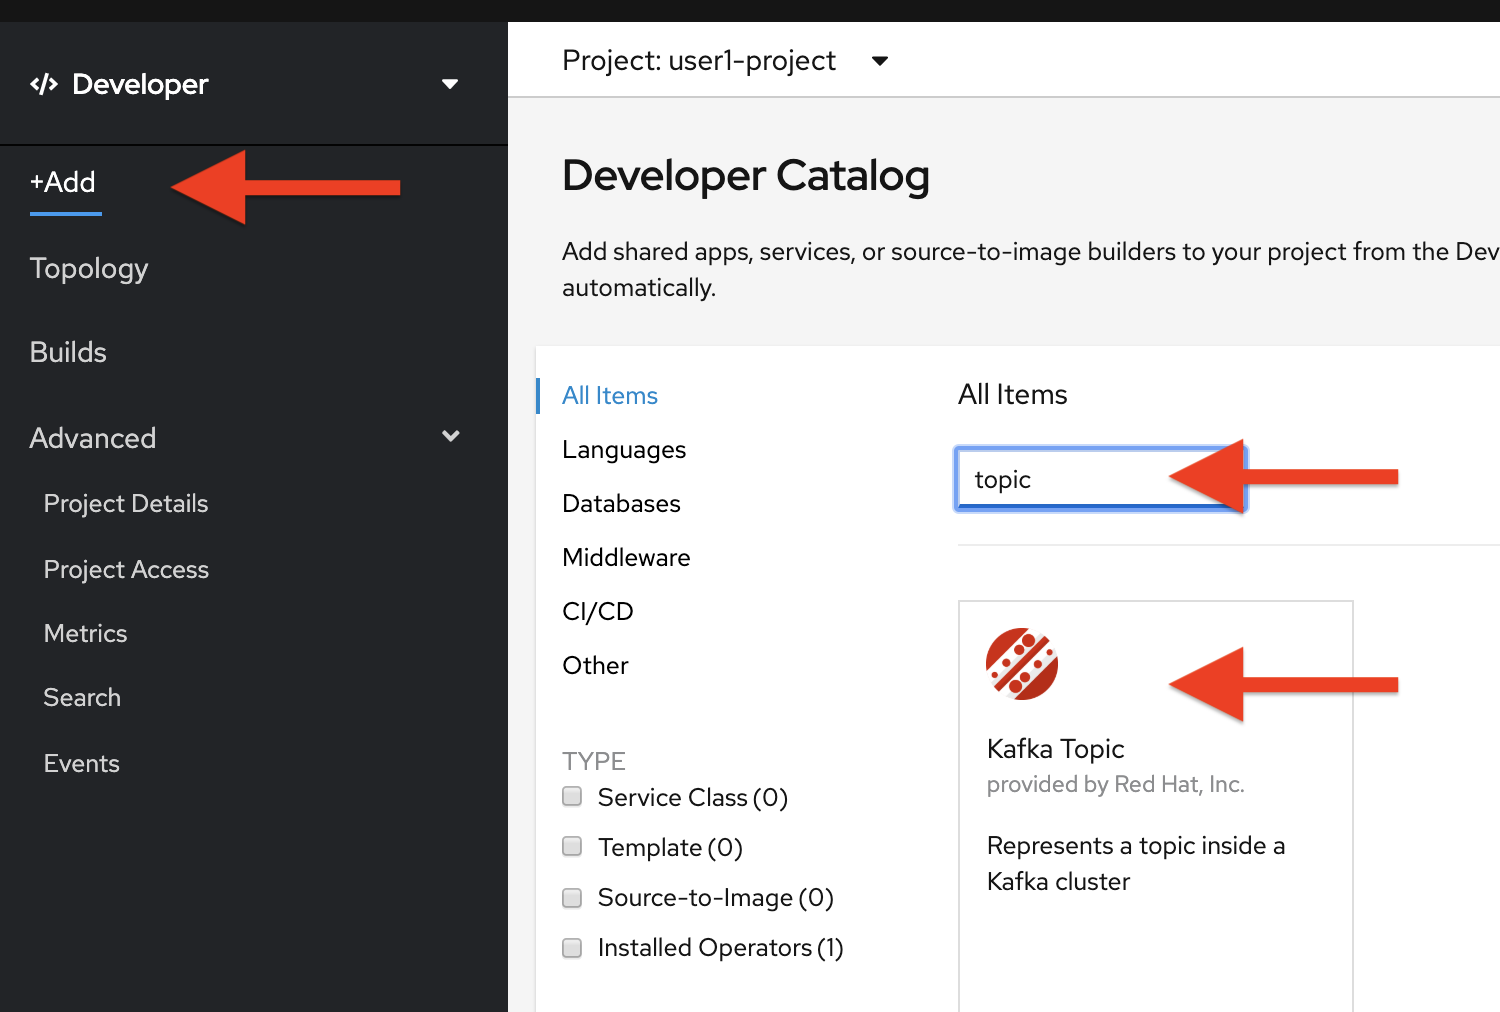 Developer
+Add
Topology
Builds
Advanced
Project Details
Project Access
Metrics
Search
Events
Project: user1-project
Developer Catalog
Add shared apps, services, or source-to-image builders to your project from the Dev
automatically.
All Items
Languages
Databases
Middleware
CI/CD
Other
TYPE
Service Class (0)
Template (0)
Source-to-Image (0)
Installed Operators (1)
All Items
topic
Kafka Topic
provided by Red Hat, Inc.
Represents a topic inside a
Kafka cluster